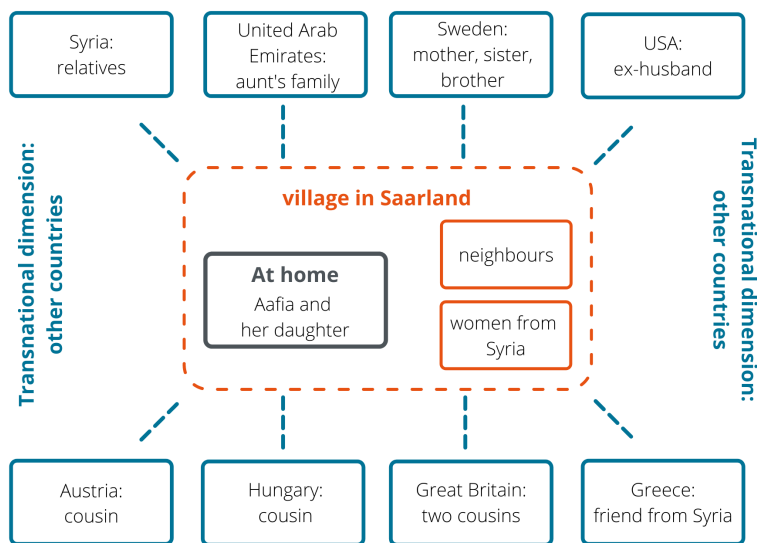 Syria:
relatives
United Arab
Emirates:
aunt's family
Sweden:
mother, sister,
brother
USA:
ex-husband
Transnational dimension:
other countries
village in Saarland
At home
Aafia and
her daughter
neighbours
women from
Syria
Transnational dimension:
other countries
Austria:
cousin
Hungary:
cousin
Great Britain:
two cousins
Greece:
friend from Syria